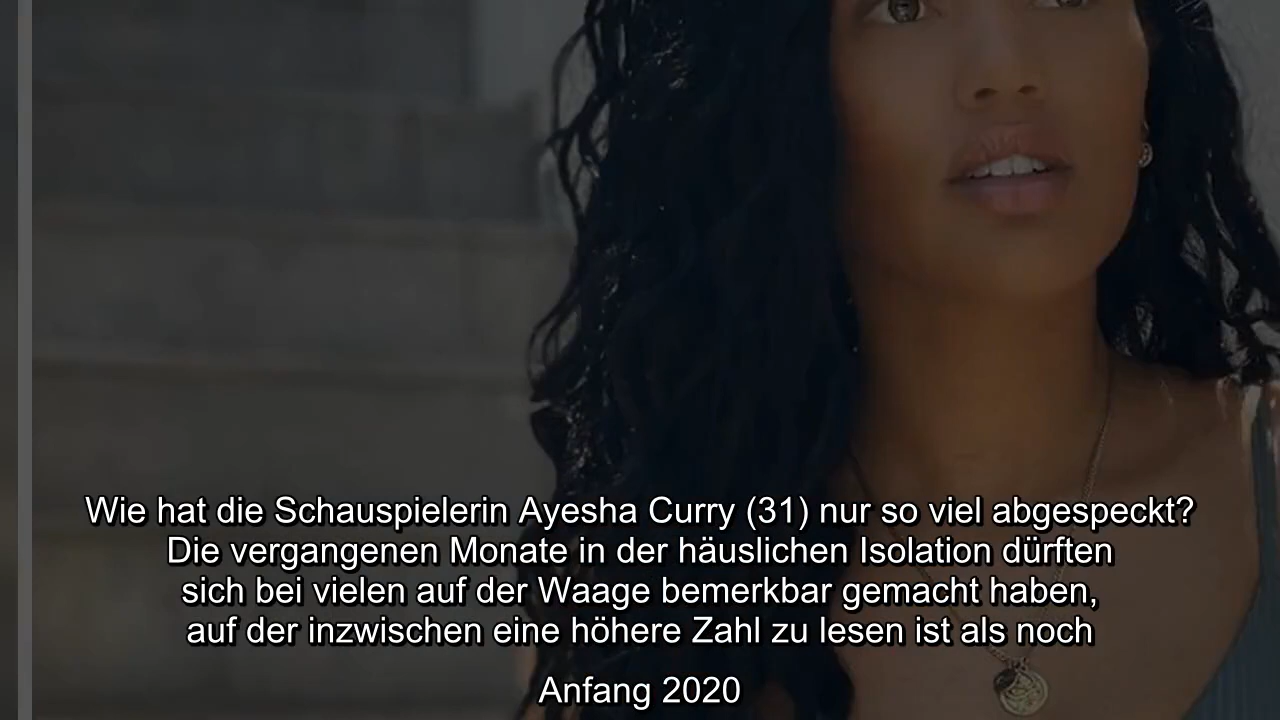 Wie hat die Schauspielerin Ayesha Curry (31) nur so viel abgespeckt?
Die vergangenen Monate in der häuslichen Isolation dürften
sich bei vielen auf der Waage bemerkbar gemacht haben,
auf der inzwischen eine höhere Zahl zu lesen ist als noch
Anfang 2020